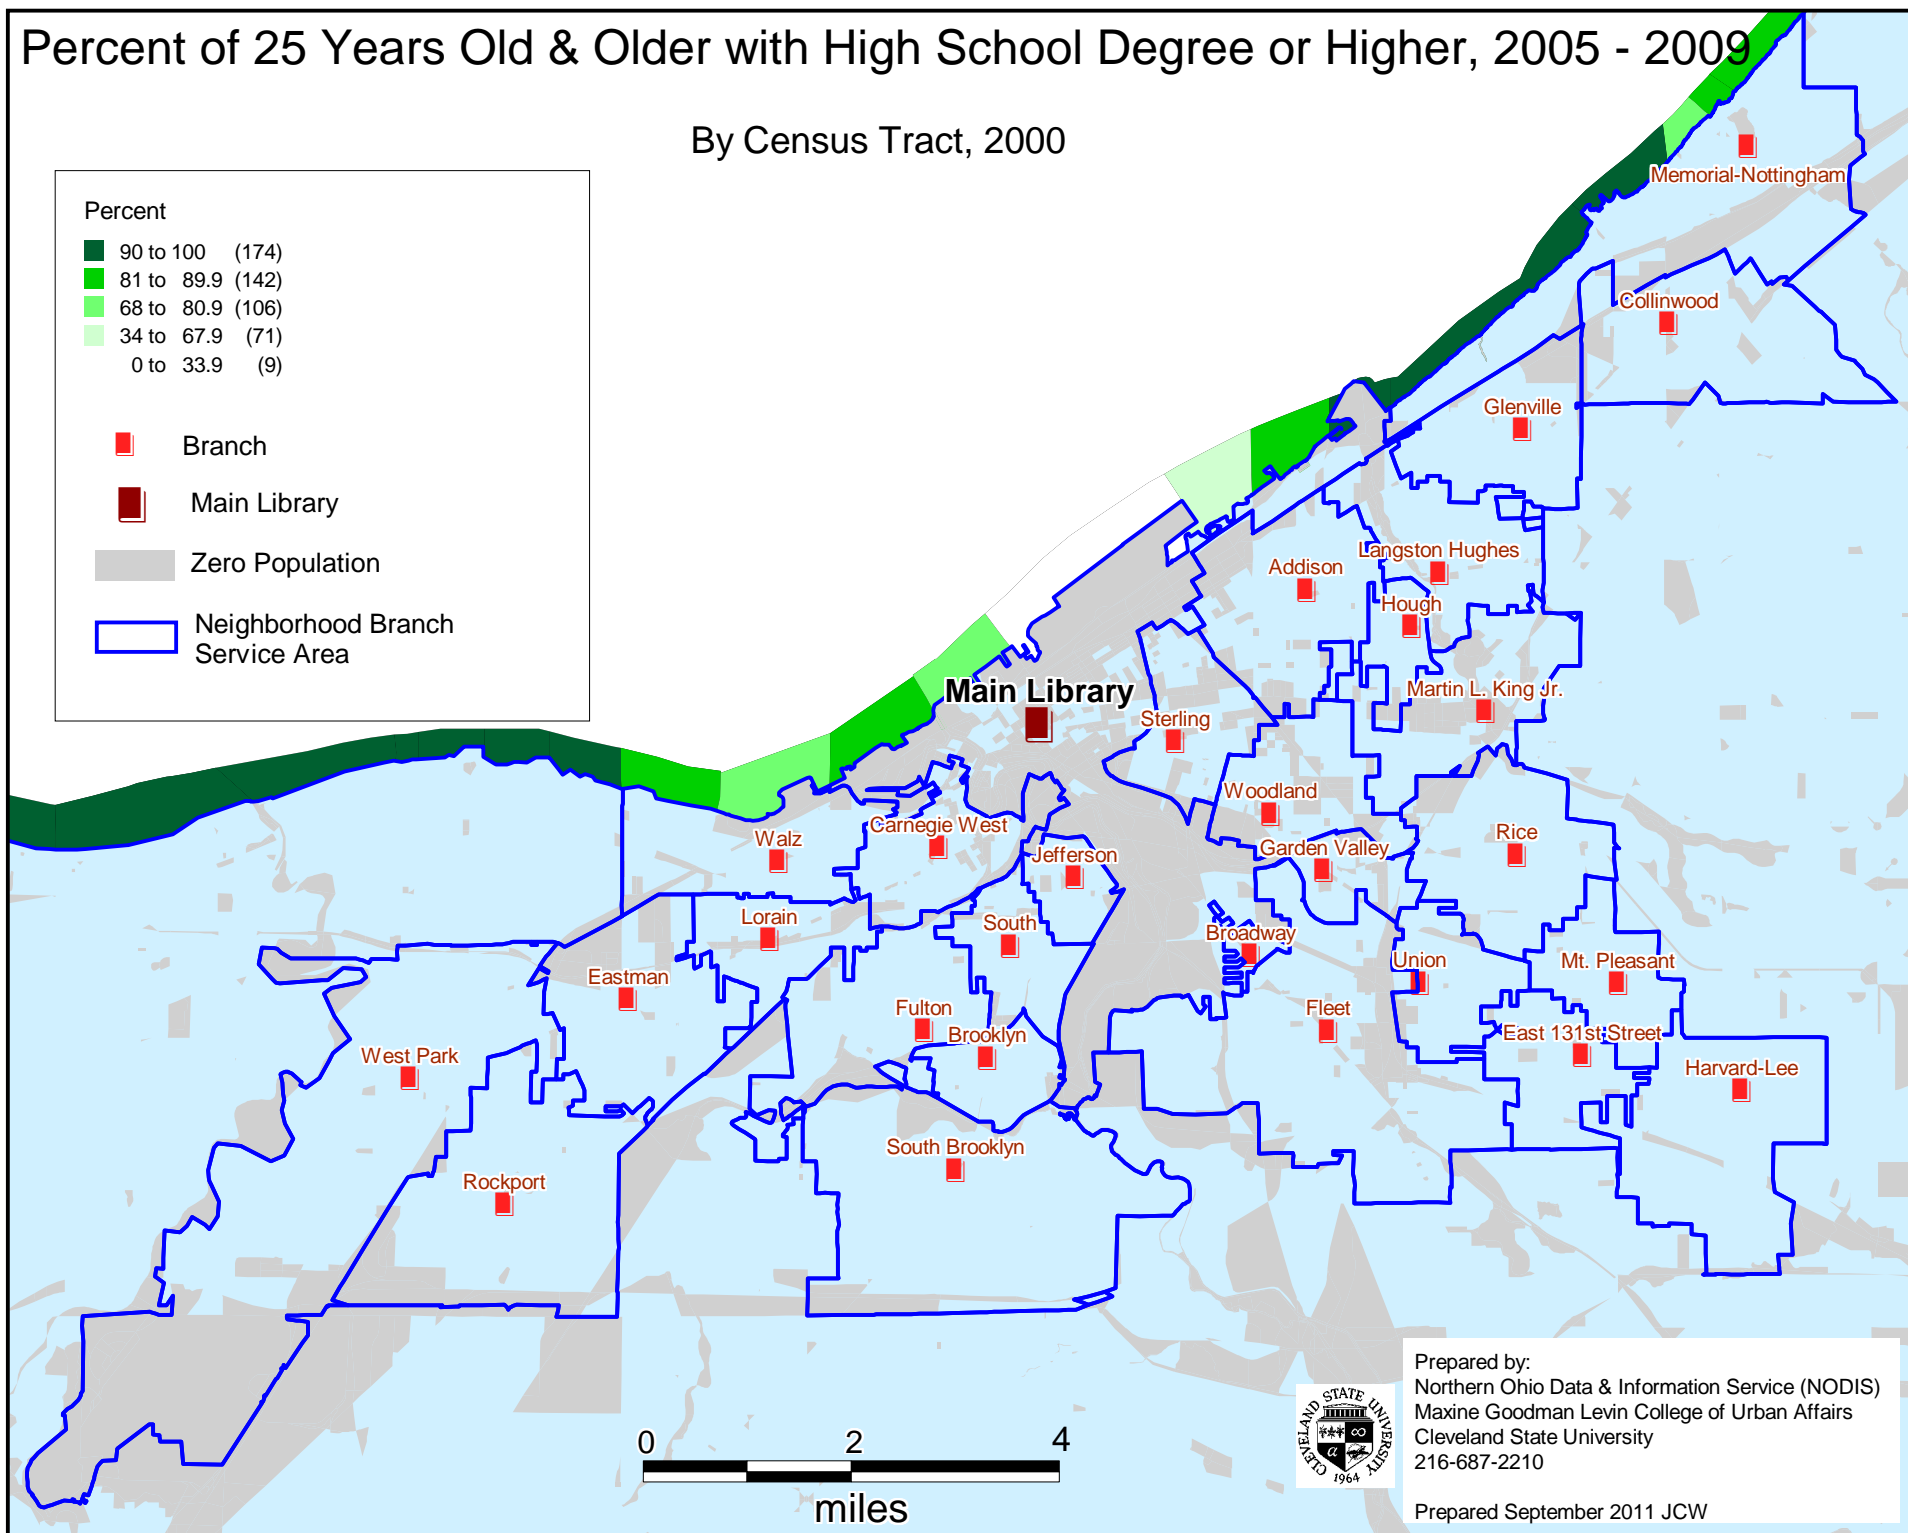 Percent of 25 Years Old & Older with High School Degree or Higher, 2005 - 2009
By Census Tract, 2000
Percent
90 to 100 (174)
81 to 89.9 (142)
68 to 80.9 (106)
34 to 67.9 (71)
0 to 33.9 (9)
Branch
Main Library
Zero Population
Neighborhood Branch
Service Area
Memorial-Nottingham
Collinwood
Glenville
Langston Hughes
Addison
Hough
Martin L. King Jr.
Main Library
Sterling
Woodland
Walz
Carnegie West
Jefferson
Garden Valley
Rice
Lorain
South
Broadway
Union
Mt. Pleasant
Eastman
Fulton
Brooklyn
Fleet
East 131st Street
West Park
Harvard-Lee
South Brooklyn
Rockport
0 2 4
miles
CLEVELAND STATE UNIVERSITY
1964
Prepared by:
Northern Ohio Data & Information Service (NODIS)
Maxine Goodman Levin College of Urban Affairs
Cleveland State University
216-687-2210
Prepared September 2011 JCW